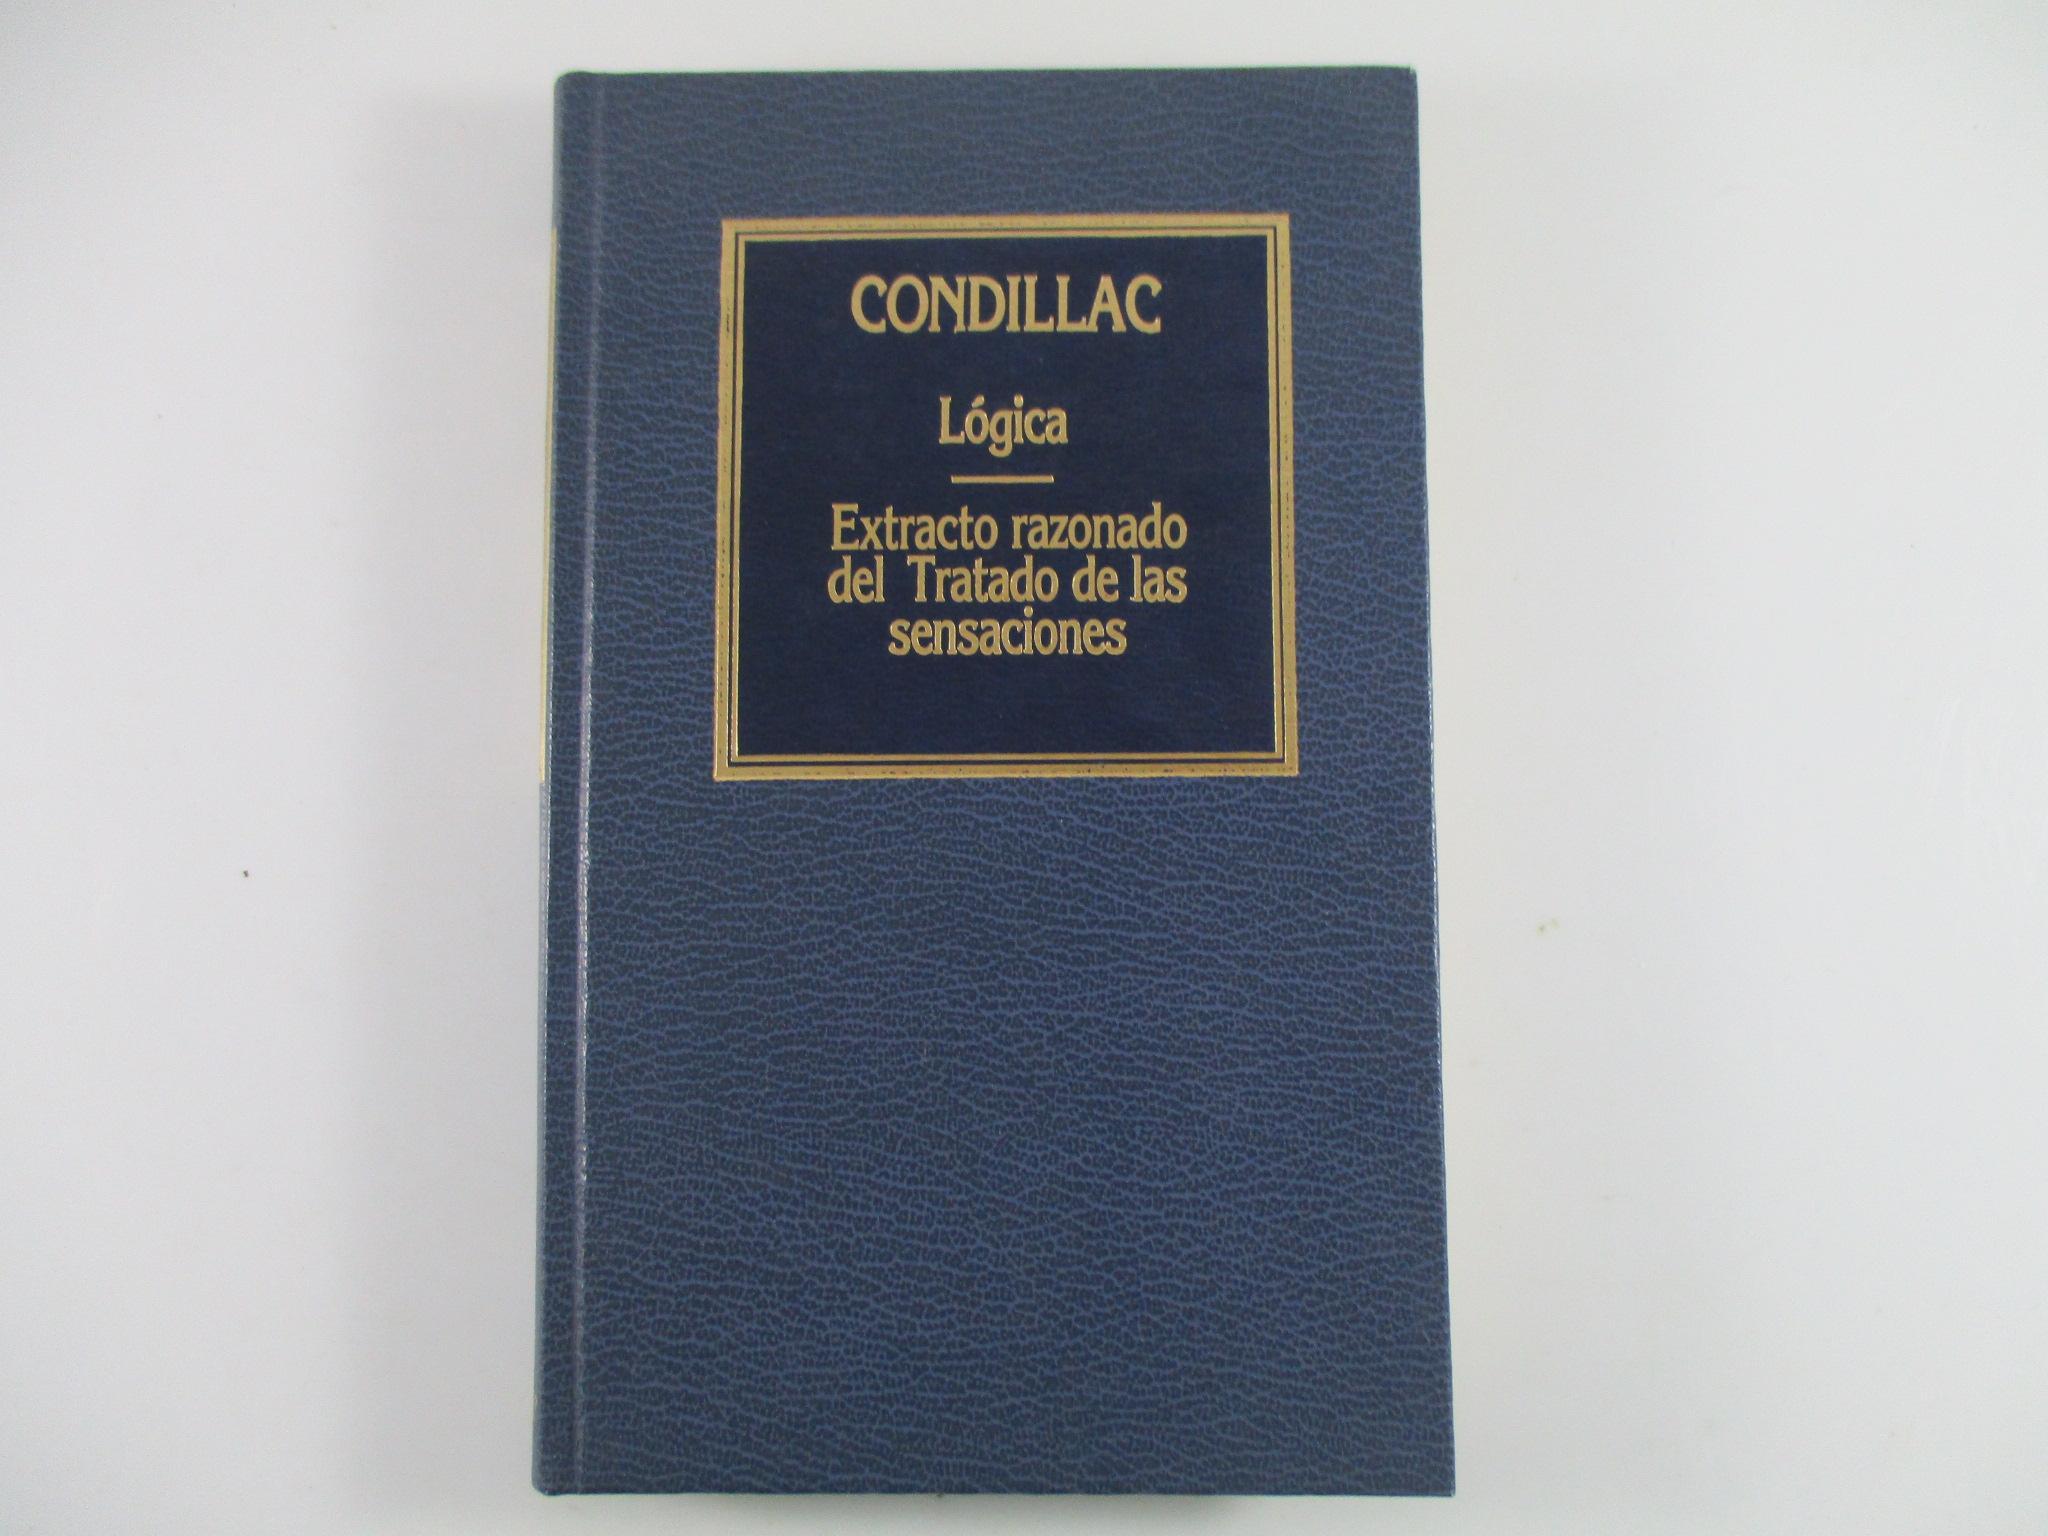 CONDILLAC
Lógica
Extracto razonado
del Tratado de las
sensaciones